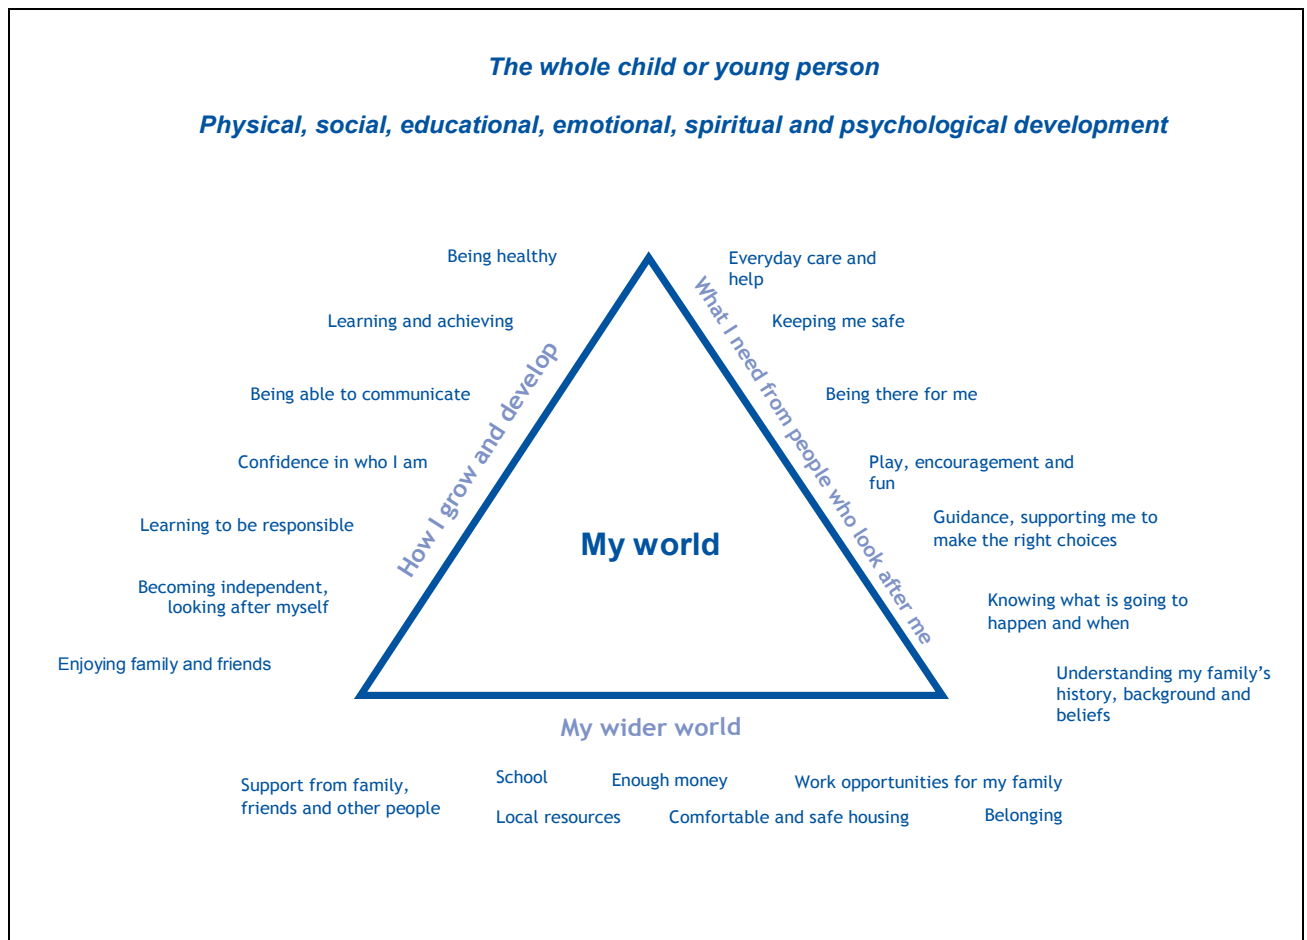 The whole child or young person
Physical, social, educational, emotional, spiritual and psychological development
Being healthy
Learning and achieving
Being able to communicate
Confidence in who I am
Learning to be responsible
Becoming independent,
looking after myself
Enjoying family and friends
How I grow and develop
My world
What I need from people who look after me
Everyday care and
help
Keeping me safe
Being there for me
Play, encouragement and
fun
Guidance, supporting me to
make the right choices
Knowing what is going to
happen and when
Understanding my family’s
history, background and
beliefs
My wider world
Support from family,
friends and other people
School
Enough money
Work opportunities for my family
Local resources
Comfortable and safe housing
Belonging